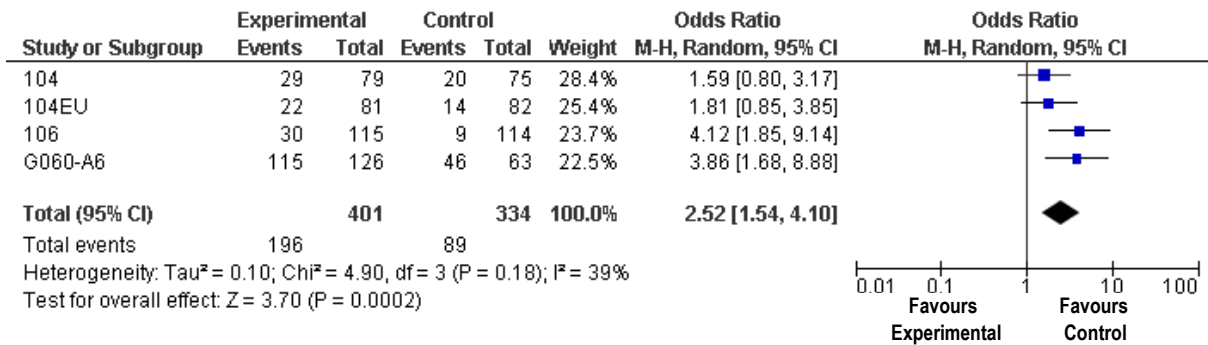 Experimental Control Odds Ratio Odds Ratio
Study or Subgroup Events Total Events Total Weight M-H, Random, 95% CI M-H, Random, 95% CI
104 29 79 20 75 28.4% 1.59 [0.80, 3.17]
104EU 22 81 14 82 25.4% 1.81 [0.85, 3.85]
106 30 115 9 114 23.7% 4.12 [1.85, 9.14]
G060-A6 115 126 46 63 22.5% 3.86 [1.68, 8.88]
Total (95% CI) 401 334 100.0% 2.52 [1.54, 4.10]
Total events 196 89
Heterogeneity: Tau² = 0.10; Chi² = 4.90, df = 3 (P = 0.18); I² = 39%
Test for overall effect: Z = 3.70 (P = 0.0002)
0.01 0.1 1 10 100
Favours Favours
Experimental Control